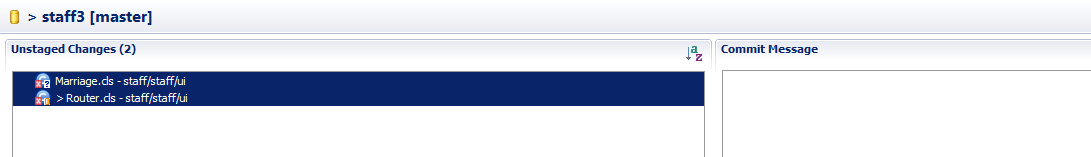 > staff3 [master]
Unstaged Changes (2)
Commit Message
Marriage.cls - staff/staff/ui
> Router.cls - staff/staff/ui